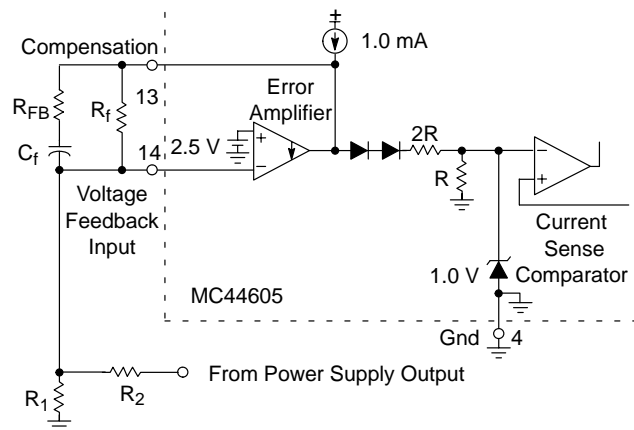 Compensation
1.0 mA
13
Error
Amplifier
RFB
Rf
Cf
14
2.5 V
+
−
2R
R
−
+
Voltage
Feedback
Input
Current
Sense
Comparator
1.0 V
MC44605
Gnd
4
From Power Supply Output
R1
R2